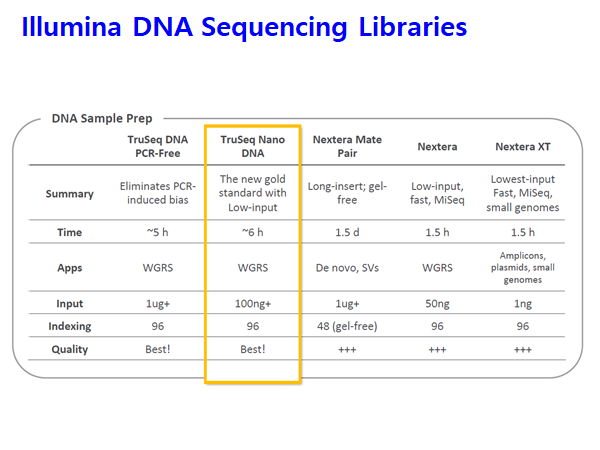 Illumina DNA Sequencing Libraries
DNA Sample Prep
TruSeq DNA PCR-Free
TruSeq Nano DNA
Nextera Mate Pair
Nextera
Nextera XT
Summary
Eliminates PCR-induced bias
The new gold standard with Low-input
Long-insert; gel-free
Low-input, fast, MiSeq
Lowest-input Fast, MiSeq, small genomes
Time
~5 h
~6 h
1.5 d
1.5 h
1.5 h
Apps
WGRS
WGRS
De novo, SVs
WGRS
Amplicons, plasmids, small genomes
Input
1ug+
100ng+
1ug+
50ng
1ng
Indexing
96
96
48 (gel-free)
96
96
Quality
Best!
Best!
+++
+++
+++